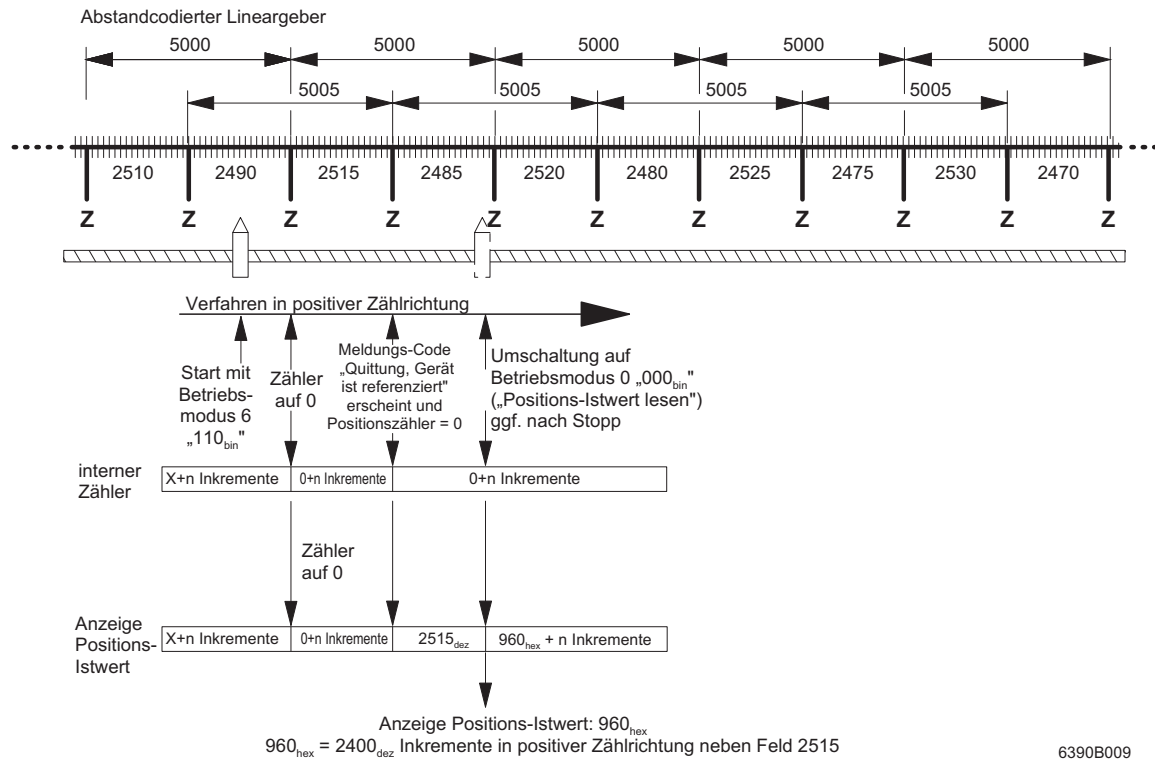 Abstandcodierter Lineargeber
5000 5000 5000 5000 5000
5005 5005 5005 5005
2510 2490 2515 2485 2520 2480 2525 2475 2530 2470
Z Z Z Z Z Z Z Z Z Z Z
Verfahren in positiver Zählrichtung
Start mit
Betriebs-
modus 6
„110bin"
Zähler
auf 0
Meldungs-Code
„Quittung, Gerät
ist referenziert"
erscheint und
Positionszähler = 0
Umschaltung auf
Betriebsmodus 0 „000bin"
(„Positions-Istwert lesen")
ggf. nach Stopp
interner
Zähler
X+n Inkremente 0+n Inkremente 0+n Inkremente
Zähler
auf 0
Anzeige
Positions-
Istwert
X+n Inkremente 0+n Inkremente 2515dez 960hex + n Inkremente
Anzeige Positions-Istwert: 960hex
960hex = 2400dez Inkremente in positiver Zählrichtung neben Feld 2515
6390B009